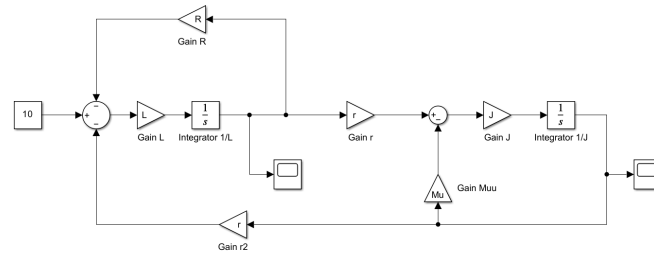 R
Gain R
10
+
−
−
L
Gain L
1
s
Integrator 1/L
r
Gain r
+
−
J
Gain J
1
s
Integrator 1/J
Mu
Gain Muu
r
Gain r2